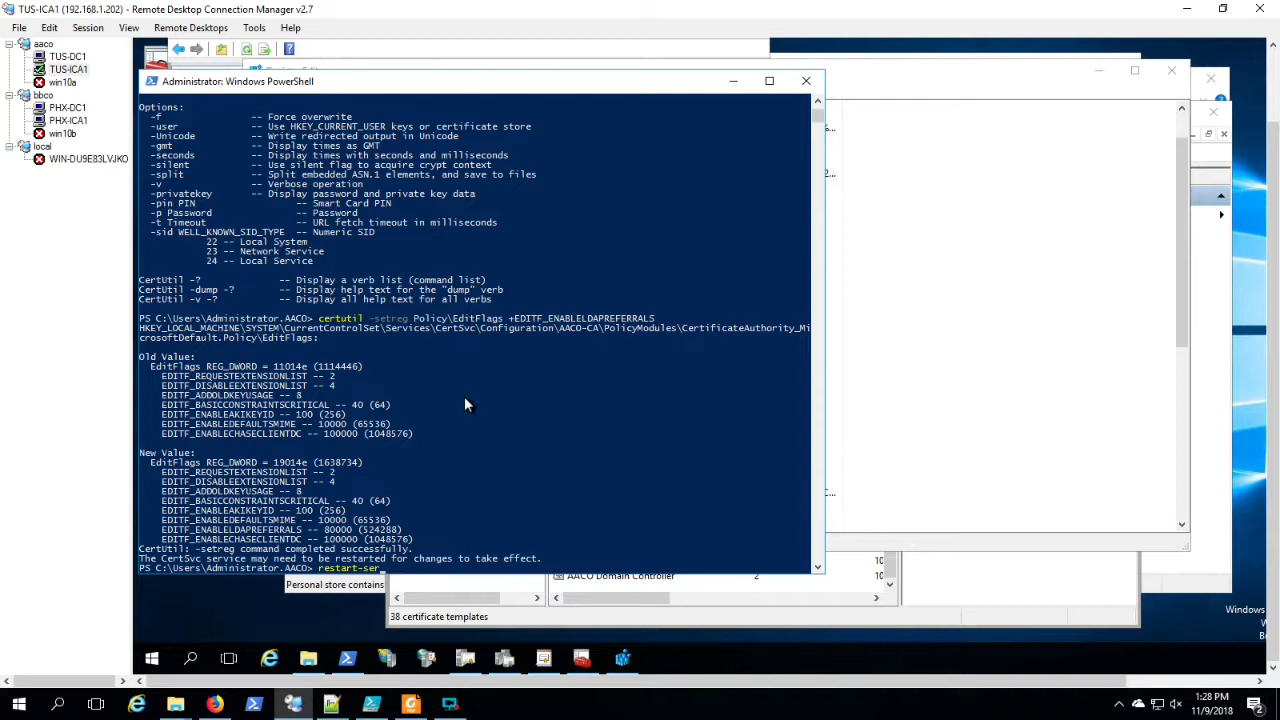 TUS-ICA1 (192.168.1.202) - Remote Desktop Connection Manager v2.7
File Edit Session View Remote Desktops Tools Help
aaco
TUS-DC1
TUS-ICA1
win10a
bbco
PHX-DC1
PHX-ICA1
win10b
local
WIN-DU9E83LVJKO
Administrator: Windows PowerShell
Options:
-f -- Force overwrite
-user -- Use HKEY_CURRENT_USER keys or certificate store
-Unicode -- Write redirected output in Unicode
-gmt -- Display times as GMT
-seconds -- Display times with seconds and milliseconds
-silent -- Use silent flag to acquire crypt context
-split -- Split embedded ASN.1 elements, and save to files
-v -- Verbose operation
-privatekey -- Display password and private key data
-pin PIN -- Smart Card PIN
-p Password -- Password
-t Timeout -- URL fetch timeout in milliseconds
-sid WELL_KNOWN_SID_TYPE -- Numeric SID
22 -- Local System
23 -- Network Service
24 -- Local Service
CertUtil -? -- Display a verb list (command list)
CertUtil -dump -? -- Display help text for the "dump" verb
CertUtil -v -? -- Display all help text for all verbs
PS C:\Users\Administrator.AACO> certutil -setreg Policy\EditFlags +EDITF_ENABLELDAPREFERRALS
HKEY_LOCAL_MACHINE\SYSTEM\CurrentControlSet\Services\CertSvc\Configuration\AACO-CA\PolicyModules\CertificateAuthority_Mi
crosoftDefault.Policy\EditFlags:
Old Value:
EditFlags REG_DWORD = 11014e (1114446)
EDITF_REQUESTEXTENSIONLIST -- 2
EDITF_DISABLEEXTENSIONLIST -- 4
EDITF_ADDOLDKEYUSAGE -- 8
EDITF_BASICCONSTRAINTSCRITICAL -- 40 (64)
EDITF_ENABLEAKIKEYID -- 100 (256)
EDITF_ENABLEDEFAULTSMIME -- 10000 (65536)
EDITF_ENABLECHASECLIENTDC -- 100000 (1048576)
New Value:
EditFlags REG_DWORD = 19014e (1638734)
EDITF_REQUESTEXTENSIONLIST -- 2
EDITF_DISABLEEXTENSIONLIST -- 4
EDITF_ADDOLDKEYUSAGE -- 8
EDITF_BASICCONSTRAINTSCRITICAL -- 40 (64)
EDITF_ENABLEAKIKEYID -- 100 (256)
EDITF_ENABLEDEFAULTSMIME -- 10000 (65536)
EDITF_ENABLELDAPREFERRALS -- 80000 (524288)
EDITF_ENABLECHASECLIENTDC -- 100000 (1048576)
CertUtil: -setreg command completed successfully.
The CertSvc service may need to be restarted for changes to take effect.
PS C:\Users\Administrator.AACO> restart-ser
10
AACO Domain Controller 2 10
Personal store contains
38 certificate templates
Windows
1:28 PM
11/9/2018
2